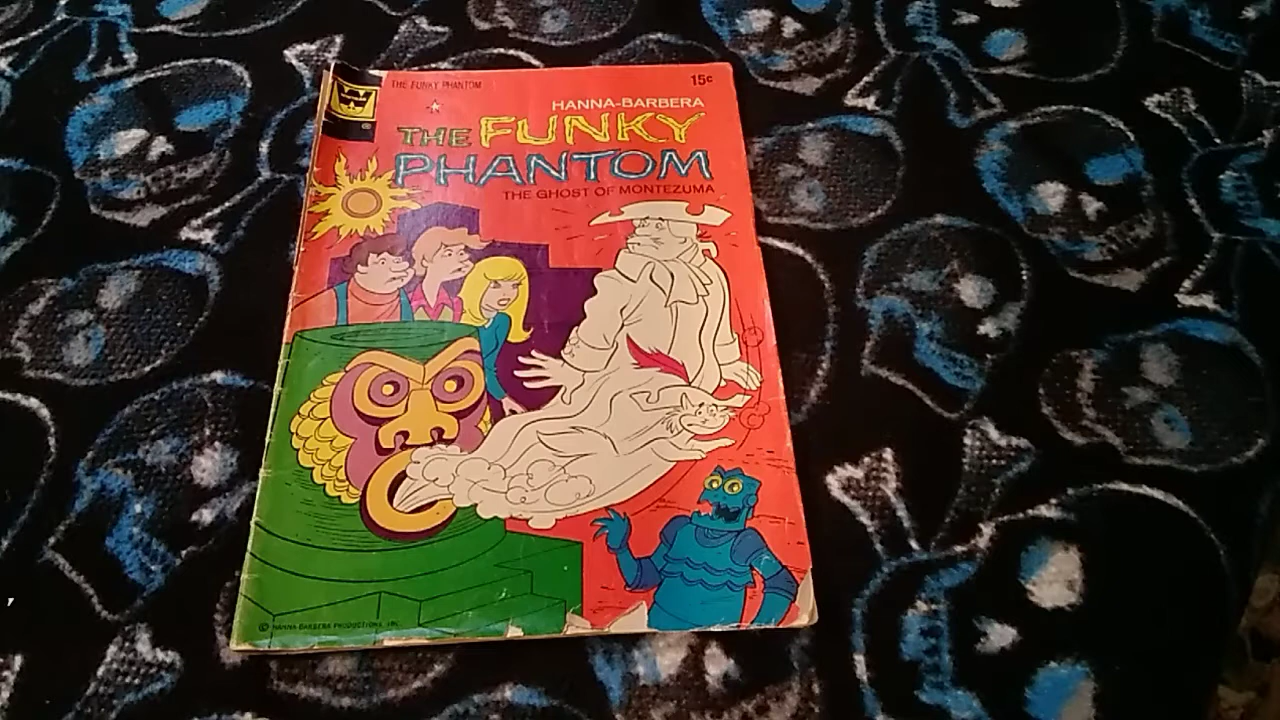 THE FUNKY PHANTOM
15¢
W
®
HANNA-BARBERA
THE FUNKY
PHANTOM
THE GHOST OF MONTEZUMA
© HANNA-BARBERA PRODUCTIONS, INC.